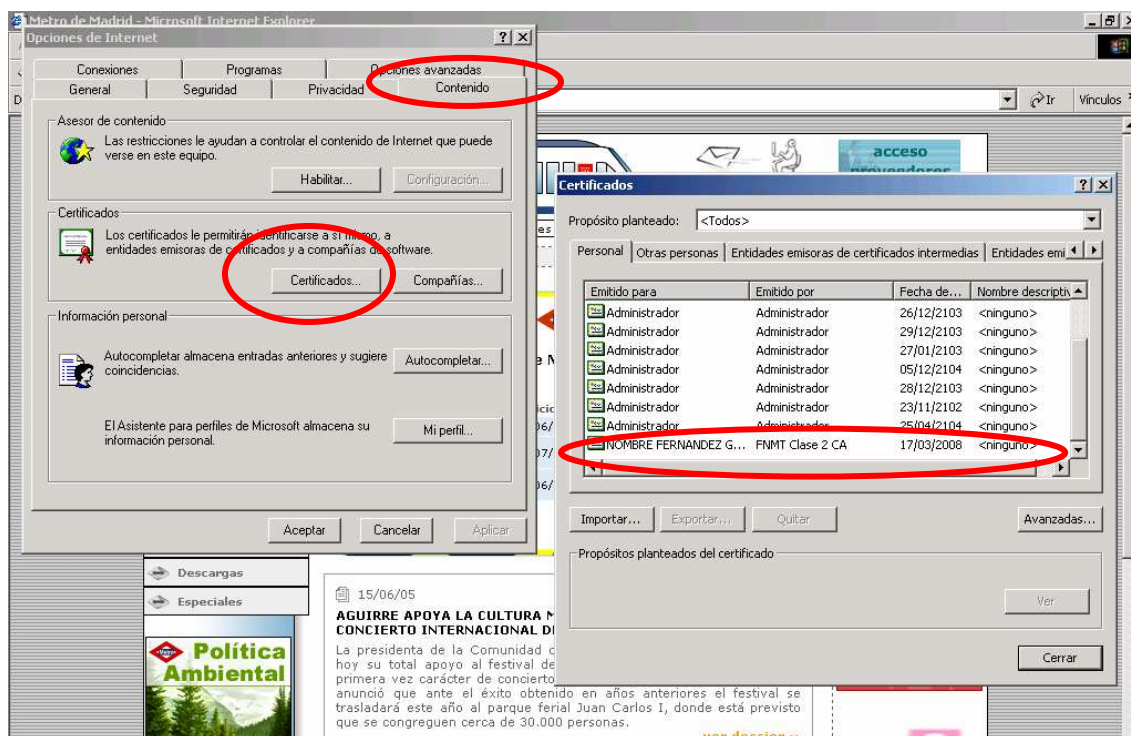 Metro de Madrid - Microsoft Internet Explorer
Opciones de Internet
Conexiones
Programas
Opciones avanzadas
General
Seguridad
Privacidad
Contenido
Asesor de contenido
Las restricciones le ayudan a controlar el contenido de Internet que puede
verse en este equipo.
Habilitar...
Configuración...
Certificados
Los certificados le permitirán identificarse a sí mismo, a
entidades emisoras de certificados y a compañías de software.
Certificados...
Compañías...
Información personal
Autocompletar almacena entradas anteriores y sugiere
coincidencias.
Autocompletar...
El Asistente para perfiles de Microsoft almacena su
información personal.
Mi perfil...
Aceptar
Cancelar
Aplicar
Ir
Vínculos
acceso
proveedores
Certificados
Propósito planteado:
<Todos>
Personal
Otras personas
Entidades emisoras de certificados intermedias
Entidades emi
Emitido para Emitido por Fecha de... Nombre descriptiv
Administrador Administrador 26/12/2103 <ninguno>
Administrador Administrador 29/12/2103 <ninguno>
Administrador Administrador 27/01/2103 <ninguno>
Administrador Administrador 05/12/2104 <ninguno>
Administrador Administrador 28/12/2103 <ninguno>
Administrador Administrador 23/11/2102 <ninguno>
Administrador Administrador 25/04/2104 <ninguno>
NOMBRE FERNANDEZ G... FNMT Clase 2 CA 17/03/2008 <ninguno>
Importar...
Exportar...
Quitar
Avanzadas...
Propósitos planteados del certificado
Ver
Cerrar
Descargas
Especiales
Metro
Política
Ambiental
15/06/05
AGUIRRE APOYA LA CULTURA
CONCIERTO INTERNACIONAL
La presidenta de la Comunidad
hoy su total apoyo al festival de
primera vez carácter de concierto
anunció que ante el éxito obtenido en años anteriores el festival se
trasladará este año al parque ferial Juan Carlos I, donde está previsto
que se congreguen cerca de 30.000 personas.
ver dossier